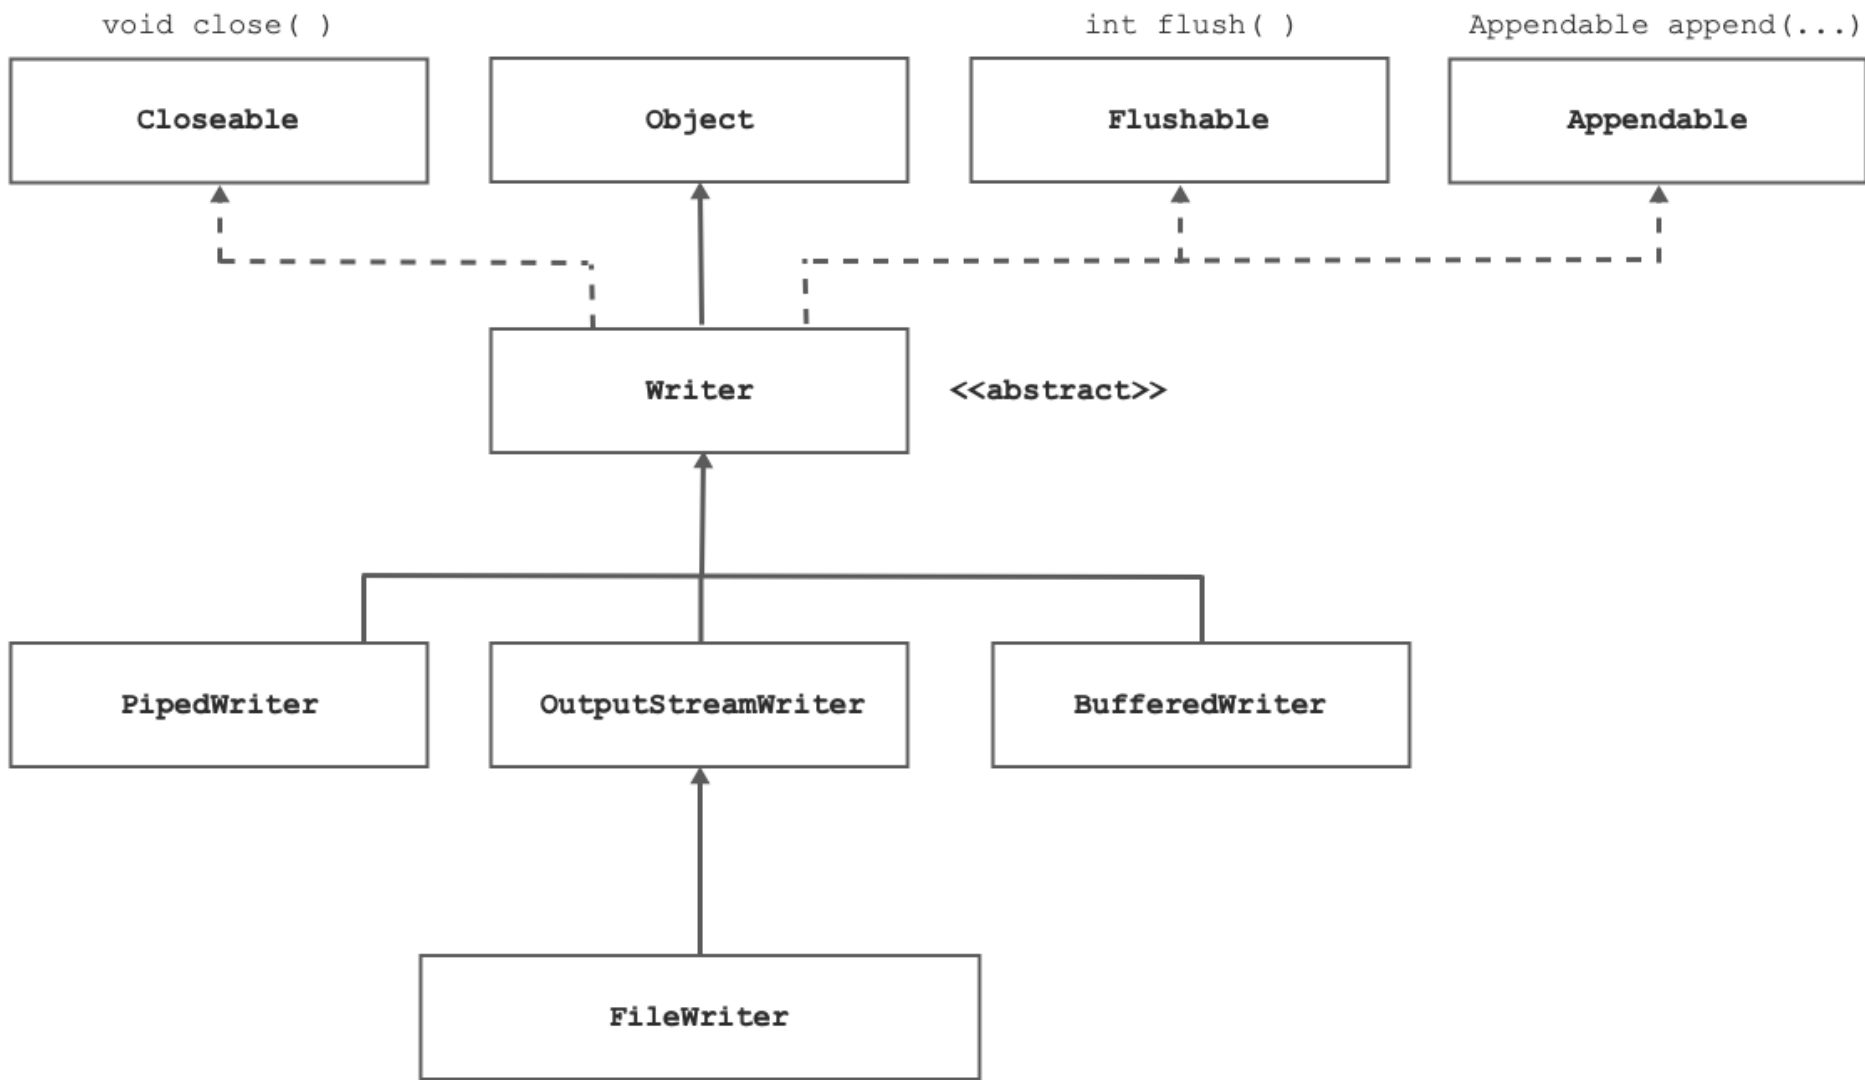 void close( )
int flush( )
Appendable append(...)
Closeable
Object
Flushable
Appendable
Writer
<<abstract>>
PipedWriter
OutputStreamWriter
BufferedWriter
FileWriter